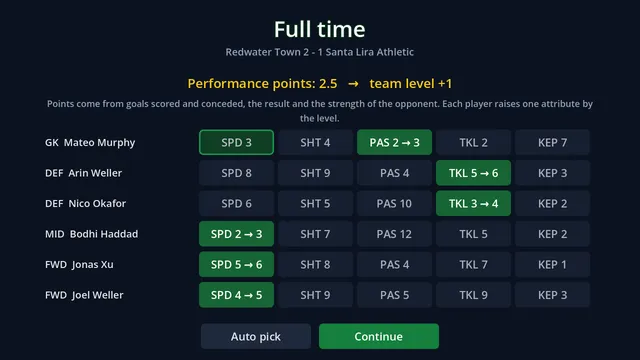 Full time
Redwater Town 2 - 1 Santa Lira Athletic
Performance points: 2.5 → team level +1
Points come from goals scored and conceded, the result and the strength of the opponent. Each player raises one attribute by
the level.
GK Mateo Murphy SPD 3 SHT 4 PAS 2 → 3 TKL 2 KEP 7
DEF Arin Weller SPD 8 SHT 9 PAS 4 TKL 5 → 6 KEP 3
DEF Nico Okafor SPD 6 SHT 5 PAS 10 TKL 3 → 4 KEP 2
MID Bodhi Haddad SPD 2 → 3 SHT 7 PAS 12 TKL 5 KEP 2
FWD Jonas Xu SPD 5 → 6 SHT 8 PAS 4 TKL 7 KEP 1
FWD Joel Weller SPD 4 → 5 SHT 9 PAS 5 TKL 9 KEP 3
Auto pick Continue